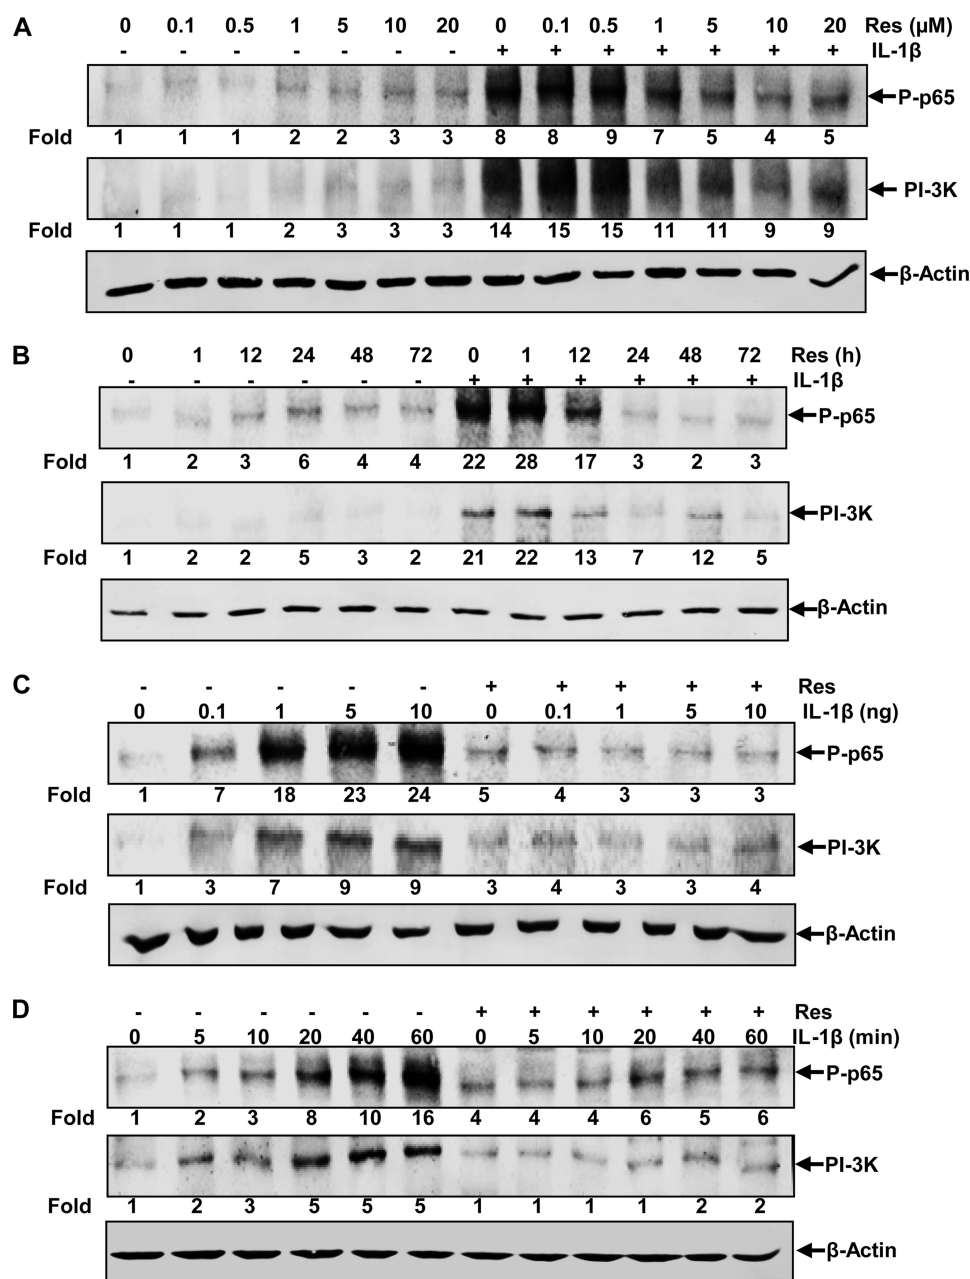 A 0 0.1 0.5 1 5 10 20 0 0.1 0.5 1 5 10 20 Res (µM)
- - - - - - - + + + + + + + IL-1β
P-p65
Fold 1 1 1 2 2 3 3 8 8 9 7 5 4 5
PI-3K
Fold 1 1 1 2 3 3 3 14 15 15 11 11 9 9
β-Actin
B 0 1 12 24 48 72 0 1 12 24 48 72 Res (h)
- - - - - - + + + + + + IL-1β
P-p65
Fold 1 2 3 6 4 4 22 28 17 3 2 3
PI-3K
Fold 1 2 2 5 3 2 21 22 13 7 12 5
β-Actin
C - - - - - + + + + + Res
0 0.1 1 5 10 0 0.1 1 5 10 IL-1β (ng)
P-p65
Fold 1 7 18 23 24 5 4 3 3 3
PI-3K
Fold 1 3 7 9 9 3 4 3 3 4
β-Actin
D - - - - - - + + + + + + Res
0 5 10 20 40 60 0 5 10 20 40 60 IL-1β (min)
P-p65
Fold 1 2 3 8 10 16 4 4 4 6 5 6
PI-3K
Fold 1 2 3 5 5 5 1 1 1 1 2 2
β-Actin